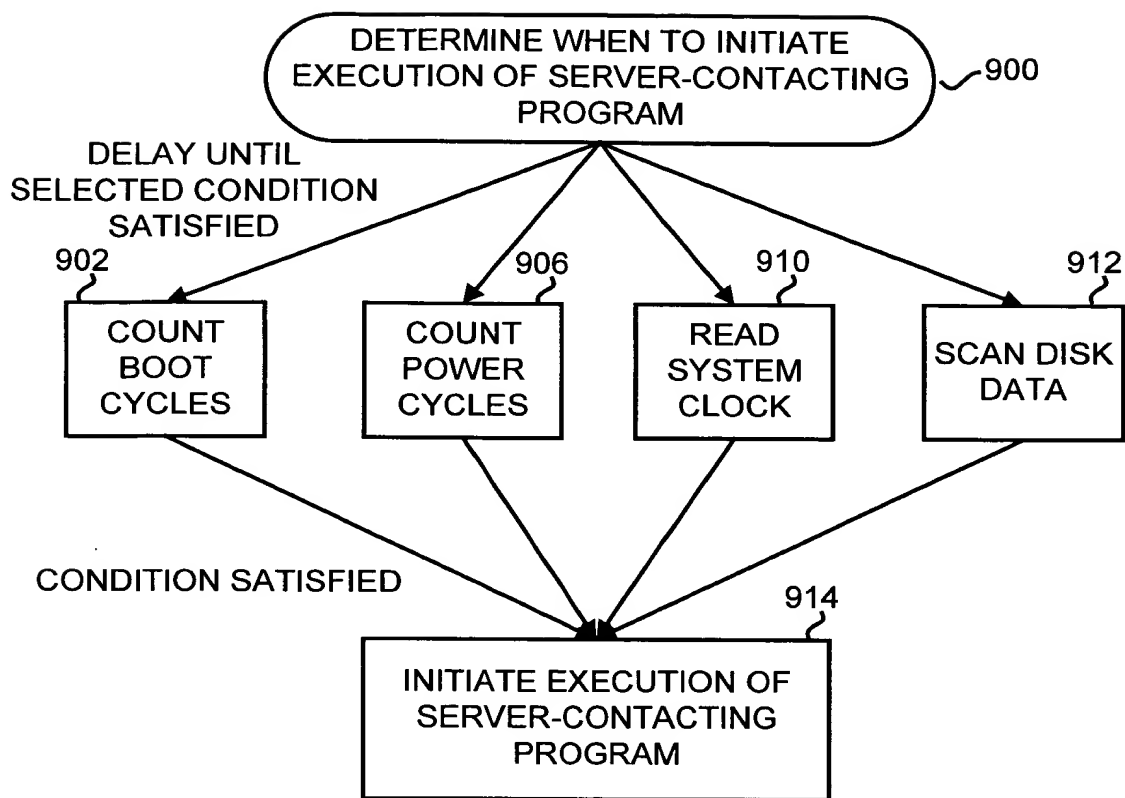 DETERMINE WHEN TO INITIATE
EXECUTION OF SERVER-CONTACTING
PROGRAM
900
DELAY UNTIL
SELECTED CONDITION
SATISFIED
902
906
910
912
COUNT
BOOT
CYCLES
COUNT
POWER
CYCLES
READ
SYSTEM
CLOCK
SCAN DISK
DATA
CONDITION SATISFIED
914
INITIATE EXECUTION OF
SERVER-CONTACTING
PROGRAM